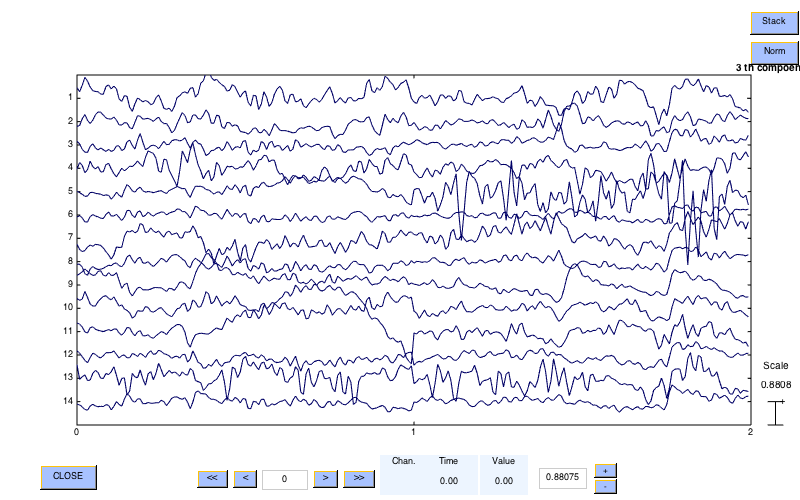 Stack
Norm
3 th compoen
1
2
3
4
5
6
7
8
9
10
11
12
13
14
0 1 2
Scale
0.8808
+
CLOSE
<< < 0 > >>
Chan. Time Value
0.00 0.00
0.88075
+
-